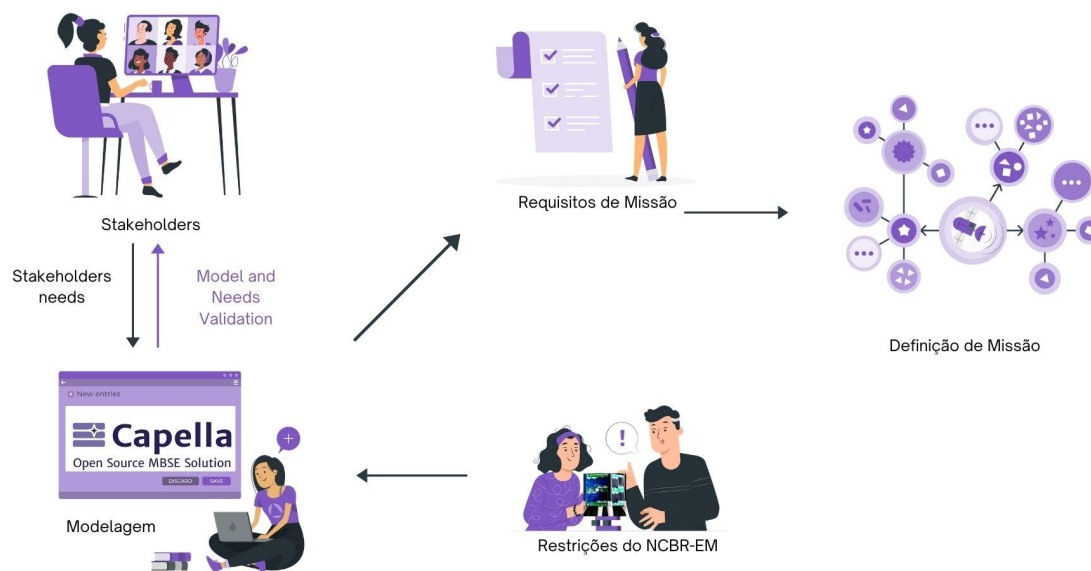 Stakeholders
Requisitos de Missão
Stakeholders
needs
Model and
Needs
Validation
Definição de Missão
New entries
Capella
Open Source MBSE Solution
DISCARD
SAVE
Modelagem
Restrições do NCBR-EM